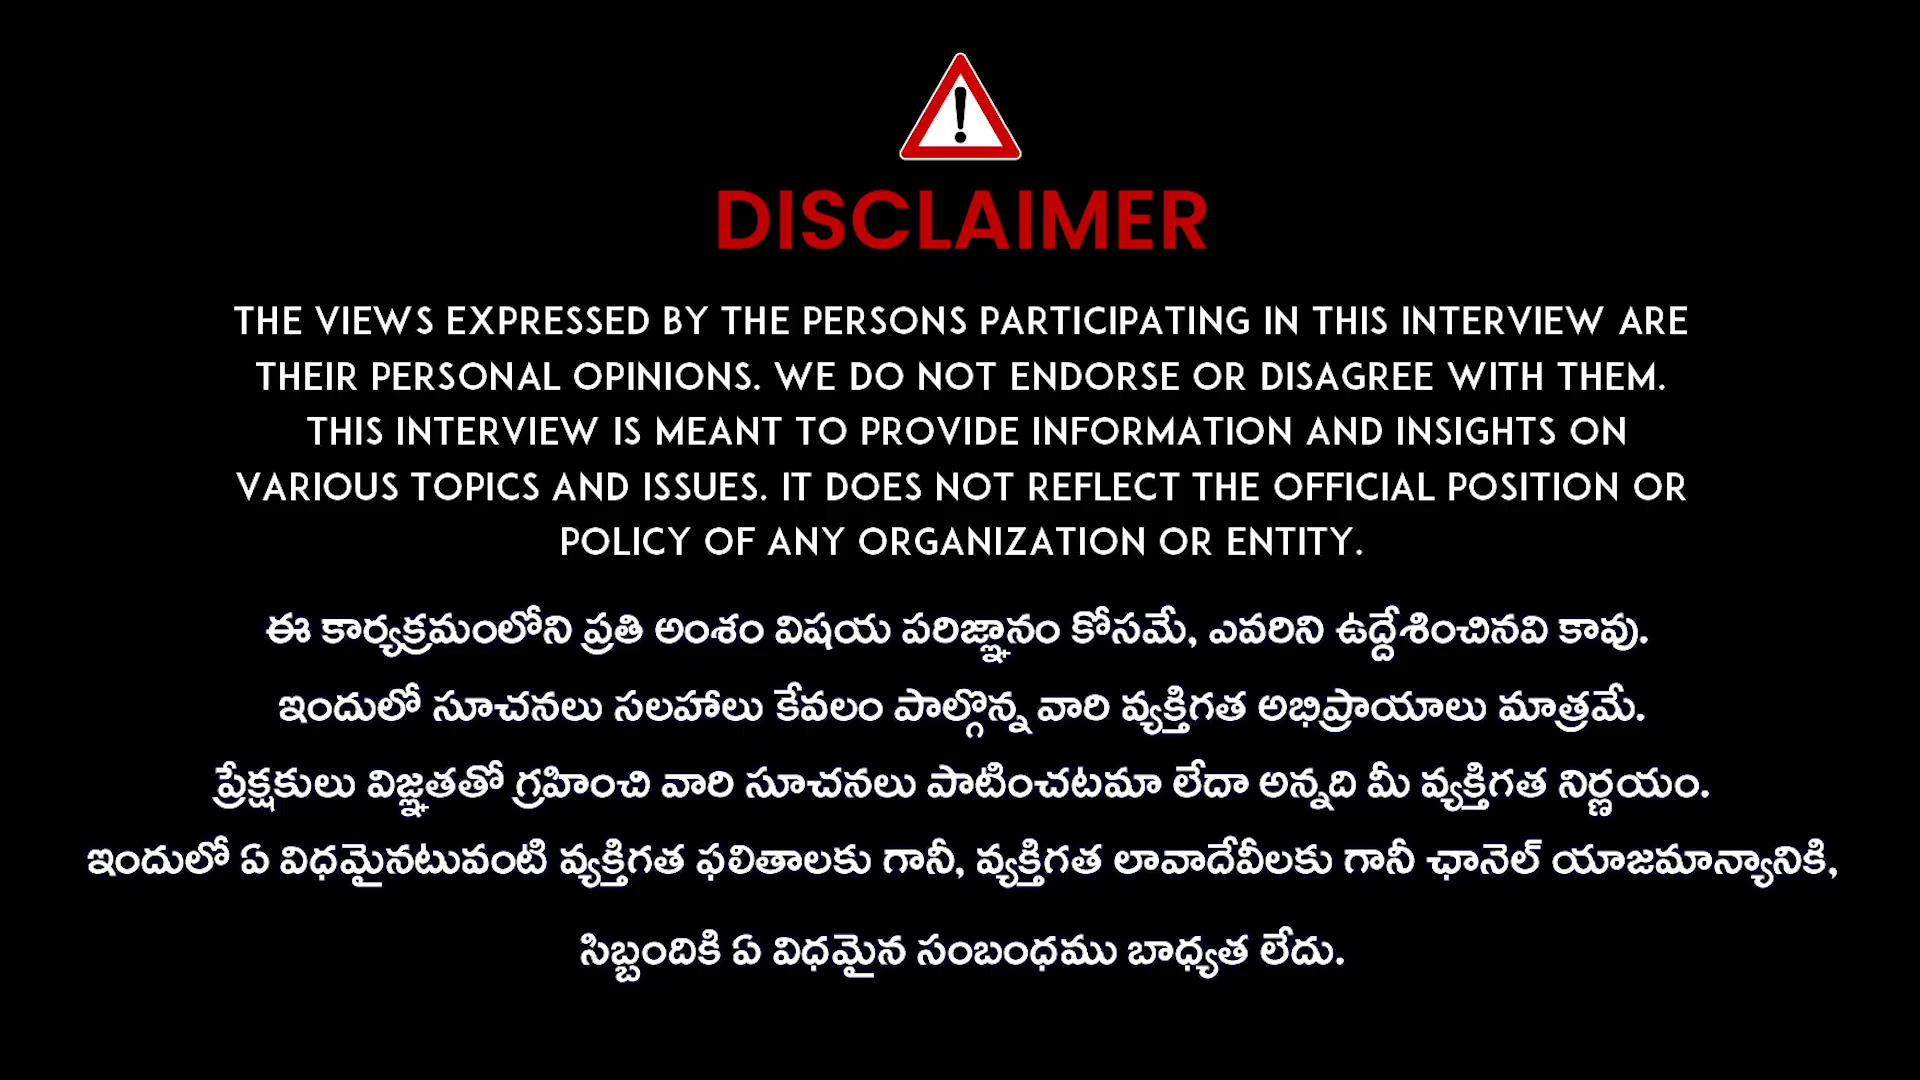 DISCLAIMER
THE VIEWS EXPRESSED BY THE PERSONS PARTICIPATING IN THIS INTERVIEW ARE
THEIR PERSONAL OPINIONS. WE DO NOT ENDORSE OR DISAGREE WITH THEM.
THIS INTERVIEW IS MEANT TO PROVIDE INFORMATION AND INSIGHTS ON
VARIOUS TOPICS AND ISSUES. IT DOES NOT REFLECT THE OFFICIAL POSITION OR
POLICY OF ANY ORGANIZATION OR ENTITY.
ఈ కార్యక్రమంలోని ప్రతి అంశం విషయ పరిజ్ఞానం కోసమే, ఎవరిని ఉద్దేశించినవి కావు.
ఇందులో సూచనలు సలహాలు కేవలం పాల్గొన్న వారి వ్యక్తిగత అభిప్రాయాలు మాత్రమే.
ప్రేక్షకులు విజ్ఞతతో గ్రహించి వారి సూచనలు పాటించటమా లేదా అన్నది మీ వ్యక్తిగత నిర్ణయం.
ఇందులో ఏ విధమైనటువంటి వ్యక్తిగత ఫలితాలకు గానీ, వ్యక్తిగత లావాదేవీలకు గానీ ఛానెల్ యాజమాన్యానికి,
సిబ్బందికి ఏ విధమైన సంబంధము బాధ్యత లేదు.